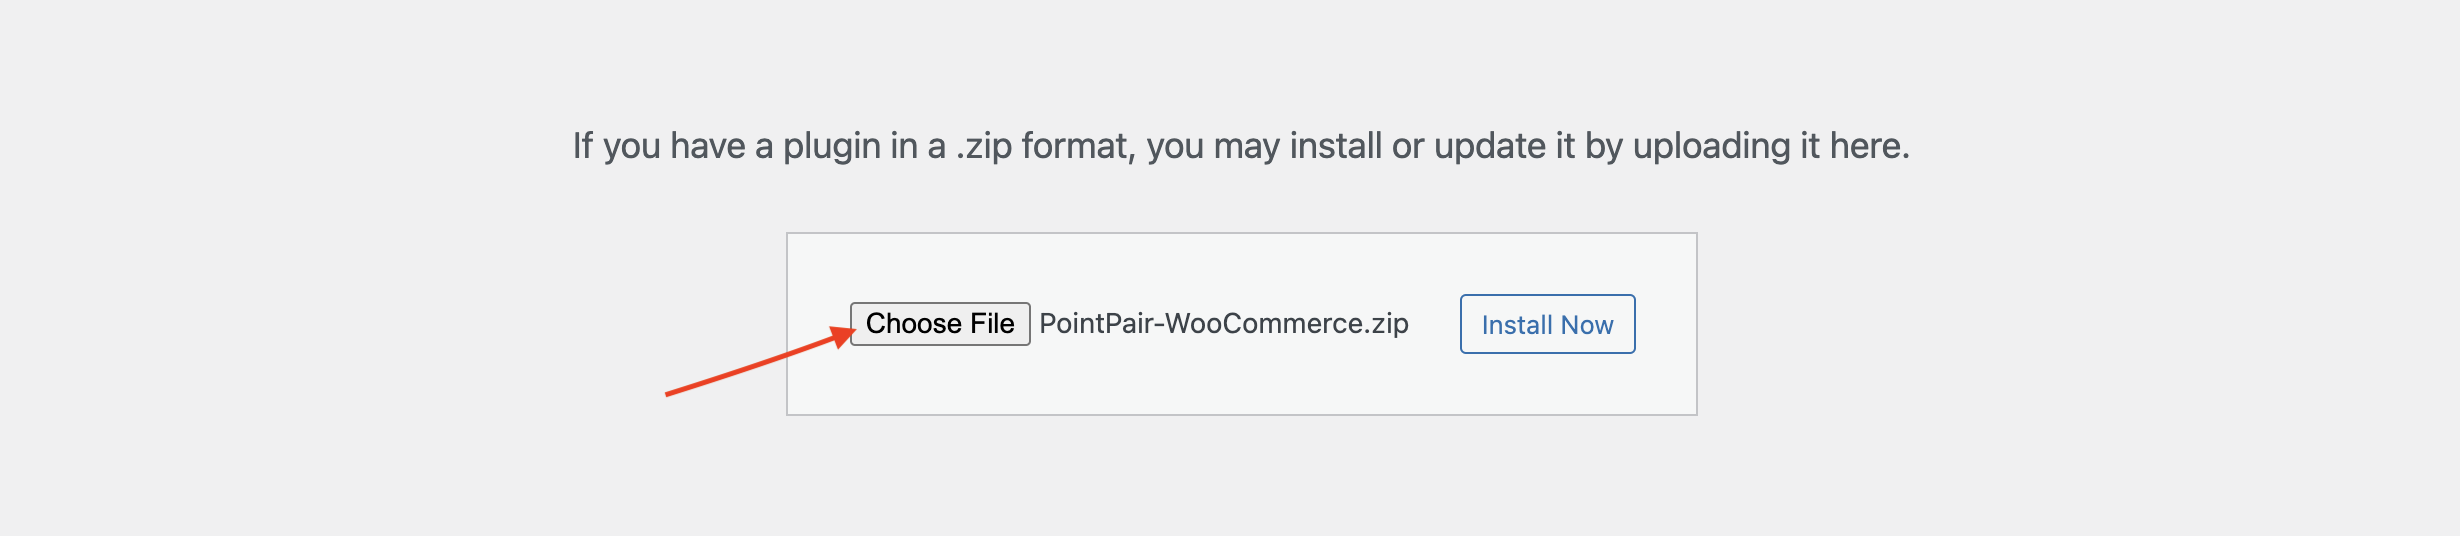 If you have a plugin in a .zip format, you may install or update it by uploading it here.
Choose File PointPair-WooCommerce.zip Install Now